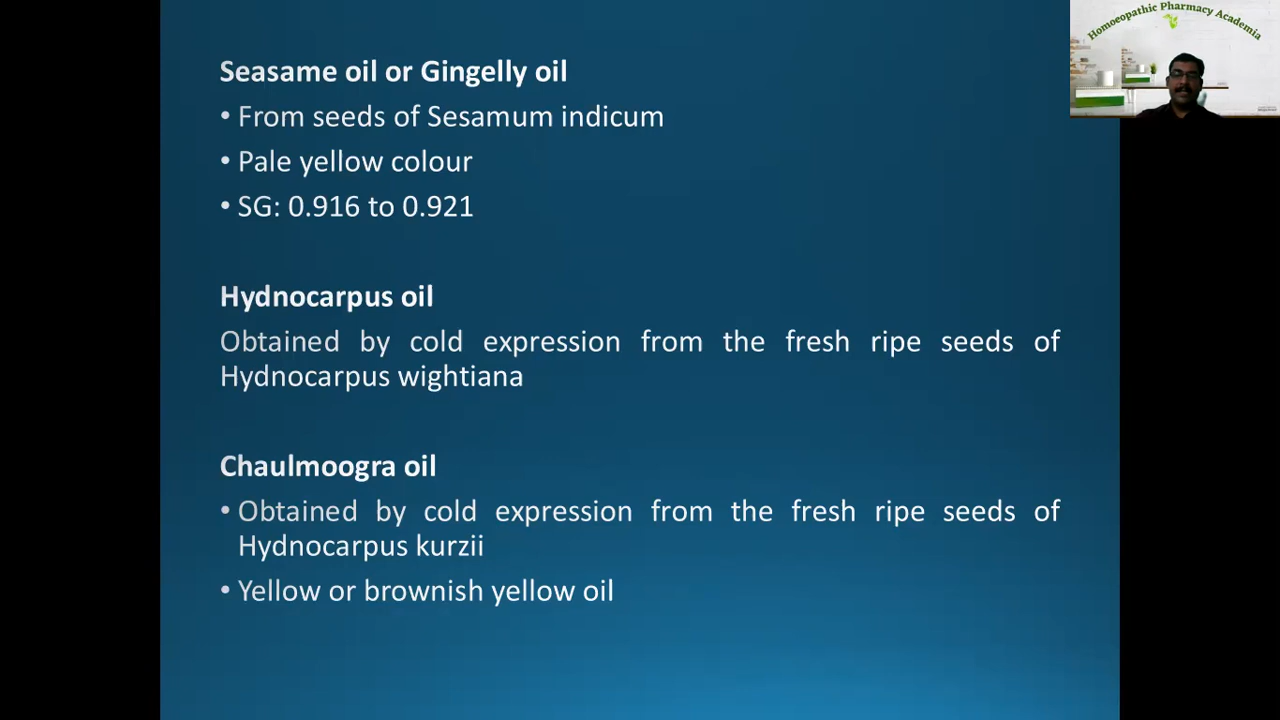 Homoeopathic Pharmacy Academia
Seasame oil or Gingelly oil
• From seeds of Sesamum indicum
• Pale yellow colour
• SG: 0.916 to 0.921
Hydnocarpus oil
Obtained by cold expression from the fresh ripe seeds of
Hydnocarpus wightiana
Chaulmoogra oil
• Obtained by cold expression from the fresh ripe seeds of
Hydnocarpus kurzii
• Yellow or brownish yellow oil